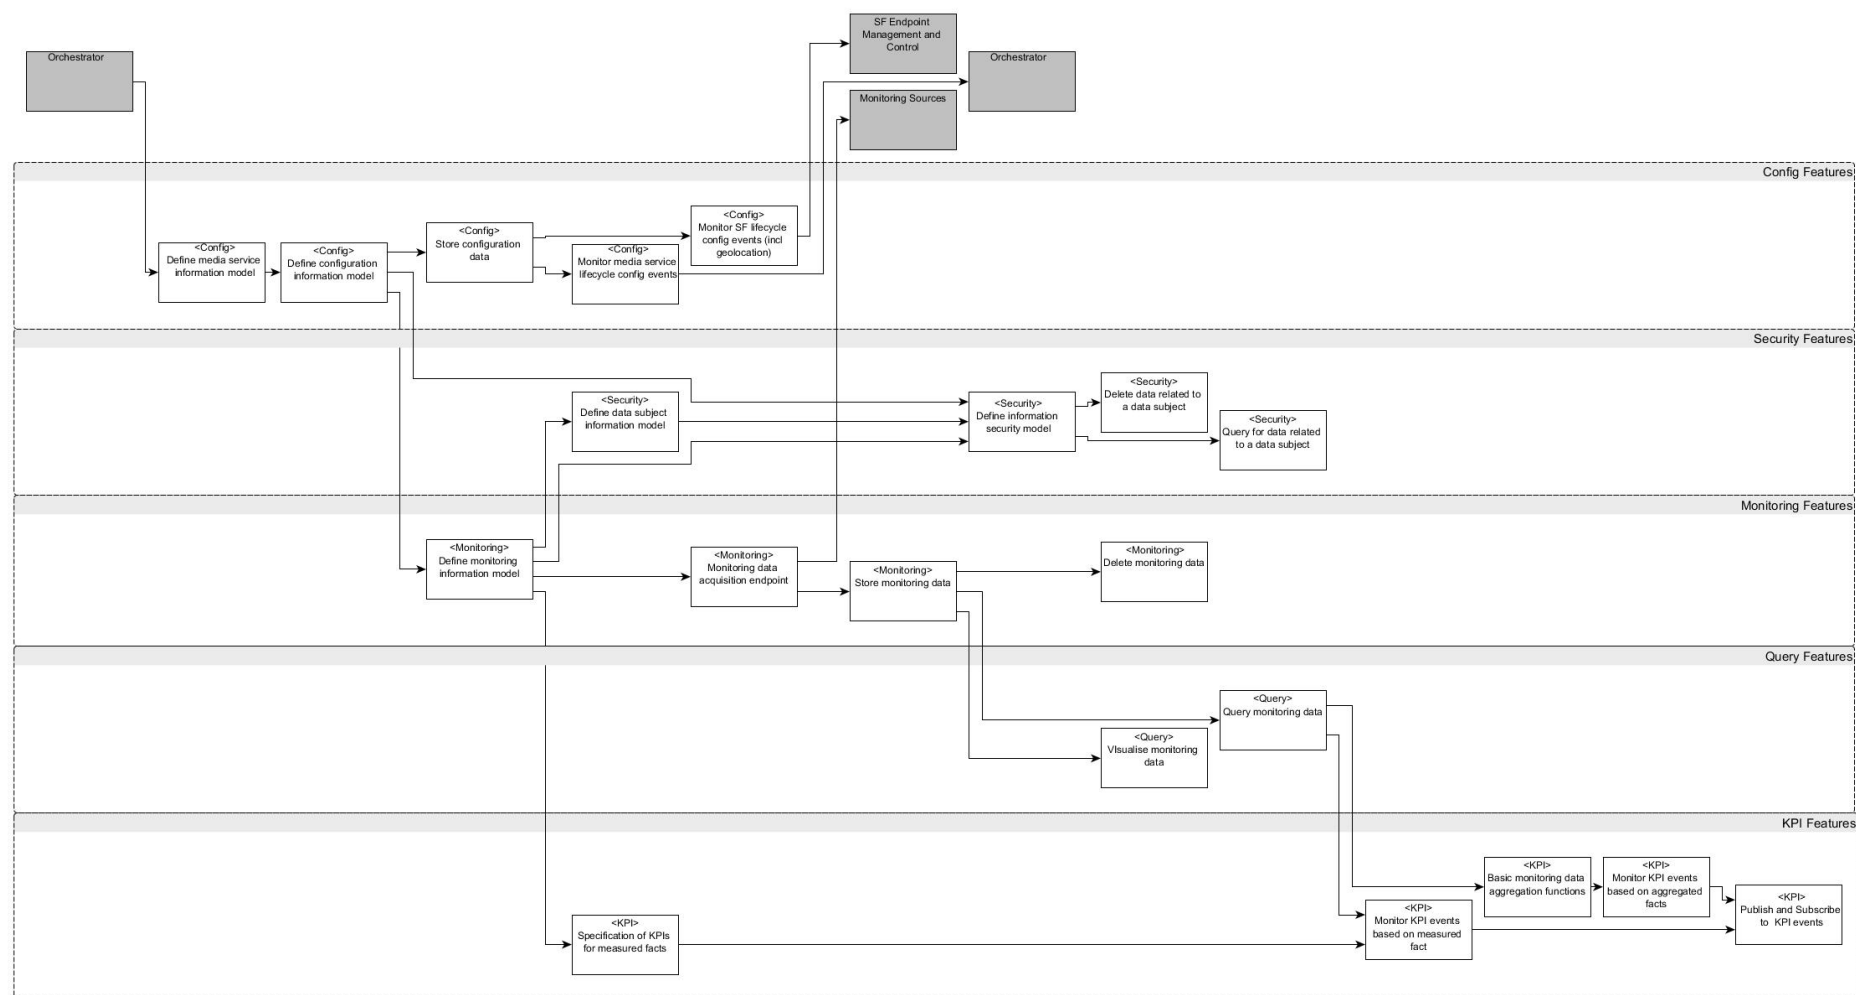 SF Endpoint
Management and
Control
Orchestrator
Orchestrator
Monitoring Sources
Config Features
<Config>
Monitor SF lifecycle
config events (incl
geolocation)
<Config>
Store configuration
data
<Config>
Define media service
information model
<Config>
Define configuration
information model
<Config>
Monitor media service
lifecycle config events
Security Features
<Security>
Delete data related to
a data subject
<Security>
Define data subject
information model
<Security>
Define information
security model
<Security>
Query for data related
to a data subject
Monitoring Features
<Monitoring>
Define monitoring
information model
<Monitoring>
Monitoring data
acquisition endpoint
<Monitoring>
Store monitoring data
<Monitoring>
Delete monitoring data
Query Features
<Query>
Query monitoring data
<Query>
VIsualise monitoring
data
KPI Features
<KPI>
Basic monitoring data
aggregation functions
<KPI>
Monitor KPI events
based on aggregated
facts
<KPI>
Publish and Subscribe
to KPI events
<KPI>
Monitor KPI events
based on measured
fact
<KPI>
Specification of KPIs
for measured facts